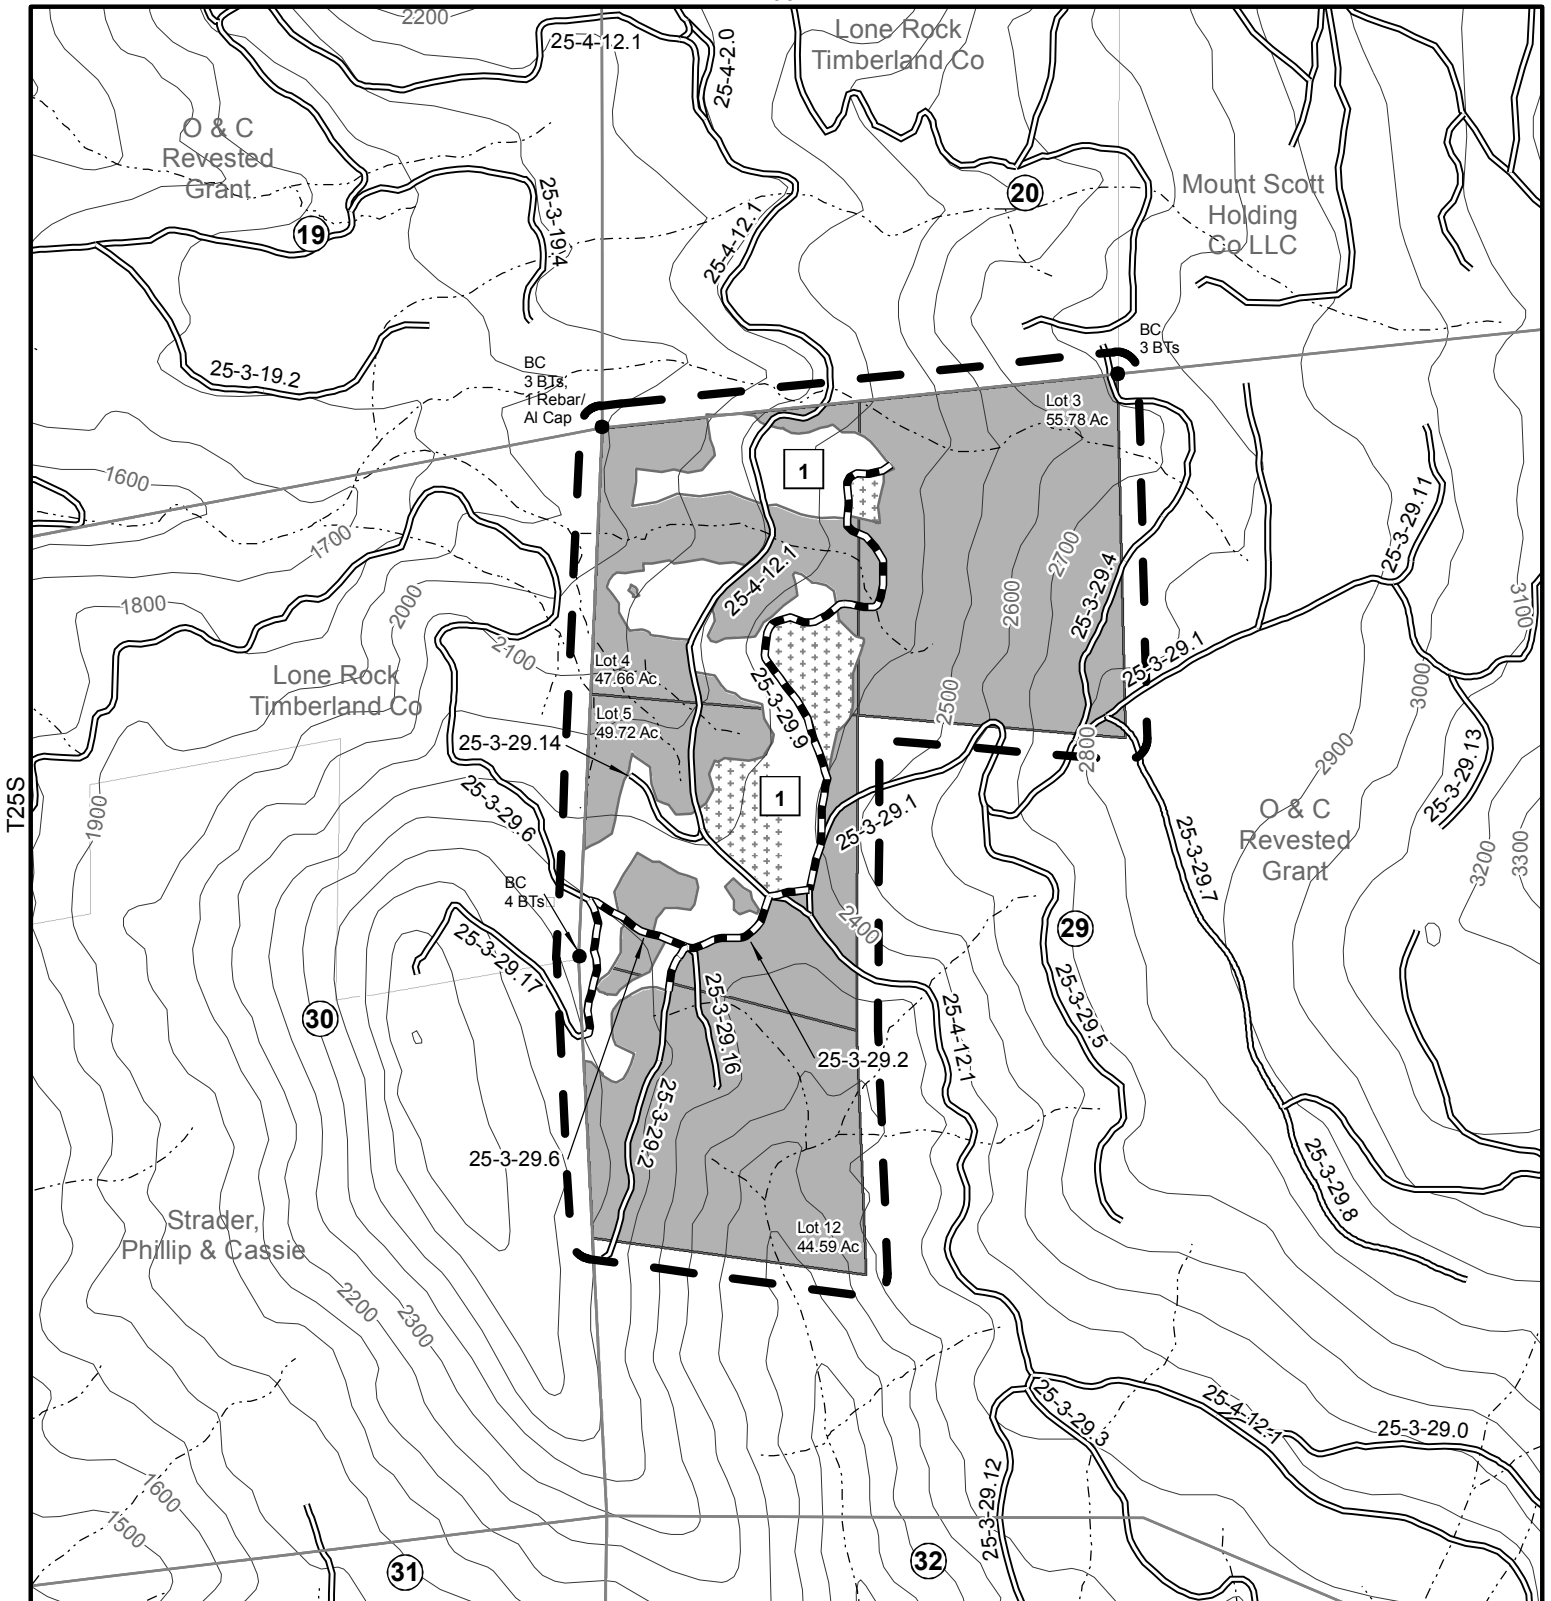 2200
25-4-12.1
25-4-2.0
Lone Rock
Timberland Co
O & C
Revested
Grant
19
20
Mount Scott
Holding
Co LLC
25-3-19.4
25-4-12.1
25-3-19.2
BC
3 BTs
BC
3 BTs,
1 Rebar/
Al Cap
Lot 3
55.78 Ac
1
1600
1700
1800
2000
2100
25-3-29.11
25-4-12.1
2700
2600
25-3-29.4
3100
Lot 4
47.66 Ac
Lone Rock
Timberland Co
25-3-29.1
25-3-29.9
2500
3000
Lot 5
49.72 Ac
25-3-29.14
2800
2900
25-3-29.13
T25S
1900
25-3-29.6
1
25-3-29.1
O & C
Revested
Grant
25-3-29.7
3200
3300
BC
4 BTs
2400
29
25-3-29.17
30
25-3-29.16
25-3-29.2
25-4-12.1
25-3-29.5
25-3-29.2
25-3-29.6
25-3-29.8
Strader,
Phillip & Cassie
Lot 12
44.59 Ac
2200
2300
25-3-29.3
25-4-12.1
25-3-29.0
25-3-29.12
1600
1500
31
32